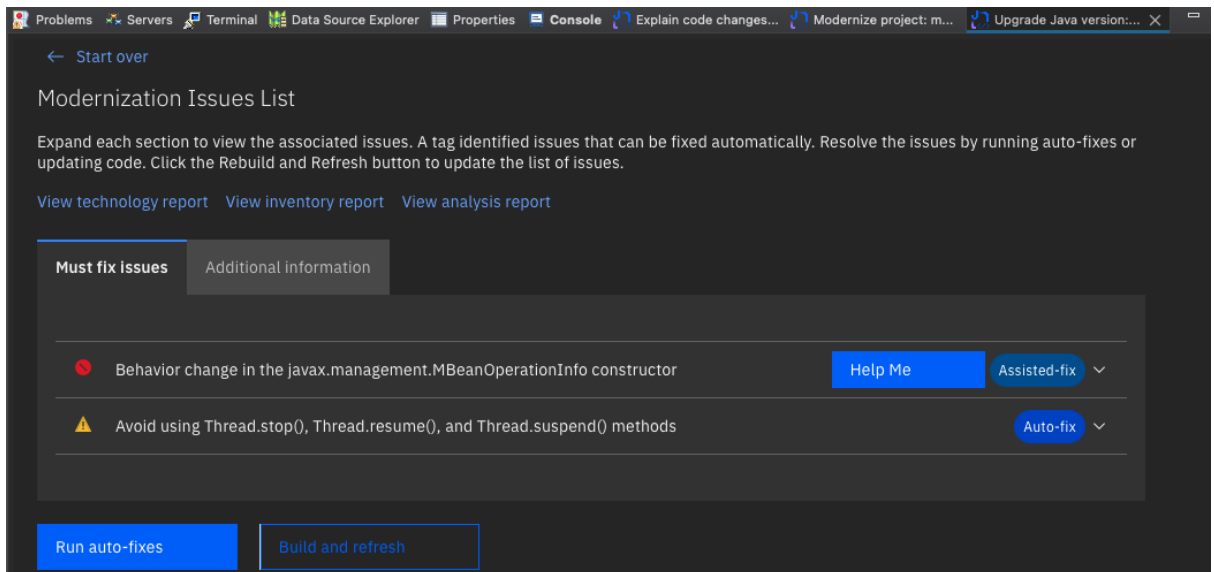 Problems Servers Terminal Data Source Explorer Properties Console Explain code changes... Modernize project: m... Upgrade Java version:...
← Start over
Modernization Issues List
Expand each section to view the associated issues. A tag identified issues that can be fixed automatically. Resolve the issues by running auto-fixes or
updating code. Click the Rebuild and Refresh button to update the list of issues.
View technology report View inventory report View analysis report
Must fix issues Additional information
Behavior change in the javax.management.MBeanOperationInfo constructor Help Me Assisted-fix
Avoid using Thread.stop(), Thread.resume(), and Thread.suspend() methods Auto-fix
Run auto-fixes Build and refresh